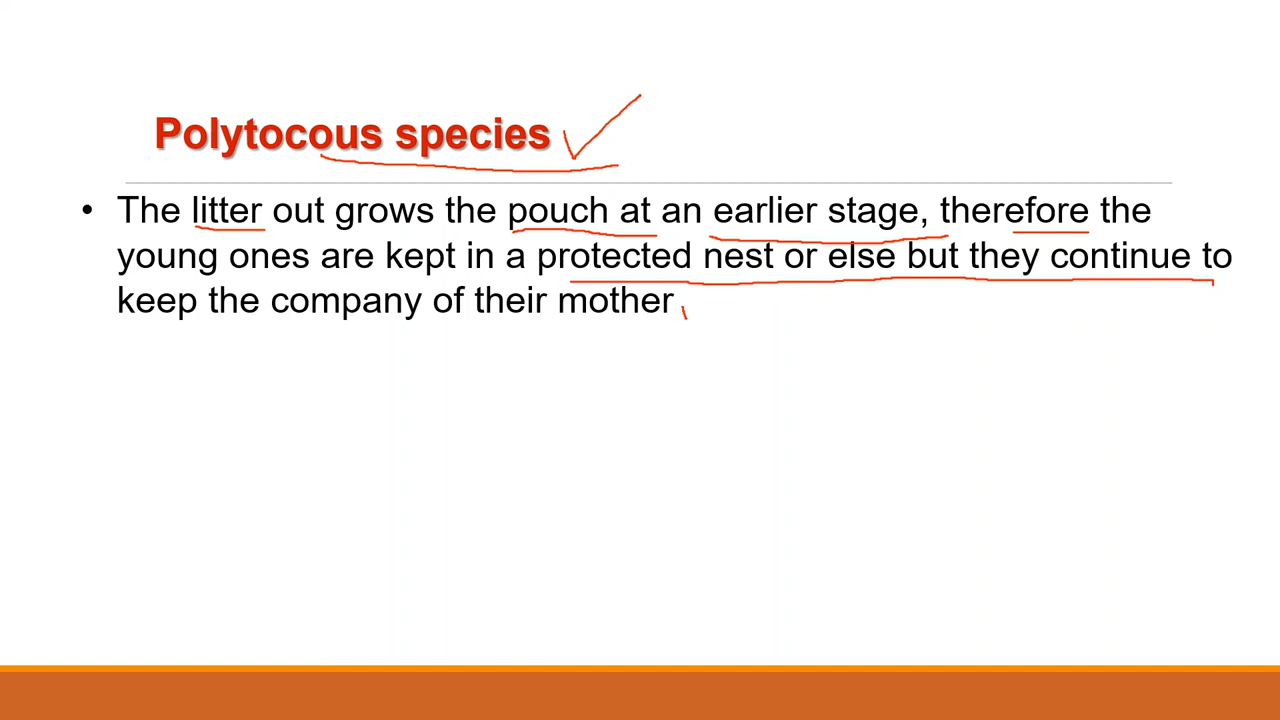 Polytocous species
• The litter out grows the pouch at an earlier stage, therefore the
young ones are kept in a protected nest or else but they continue to
keep the company of their mother